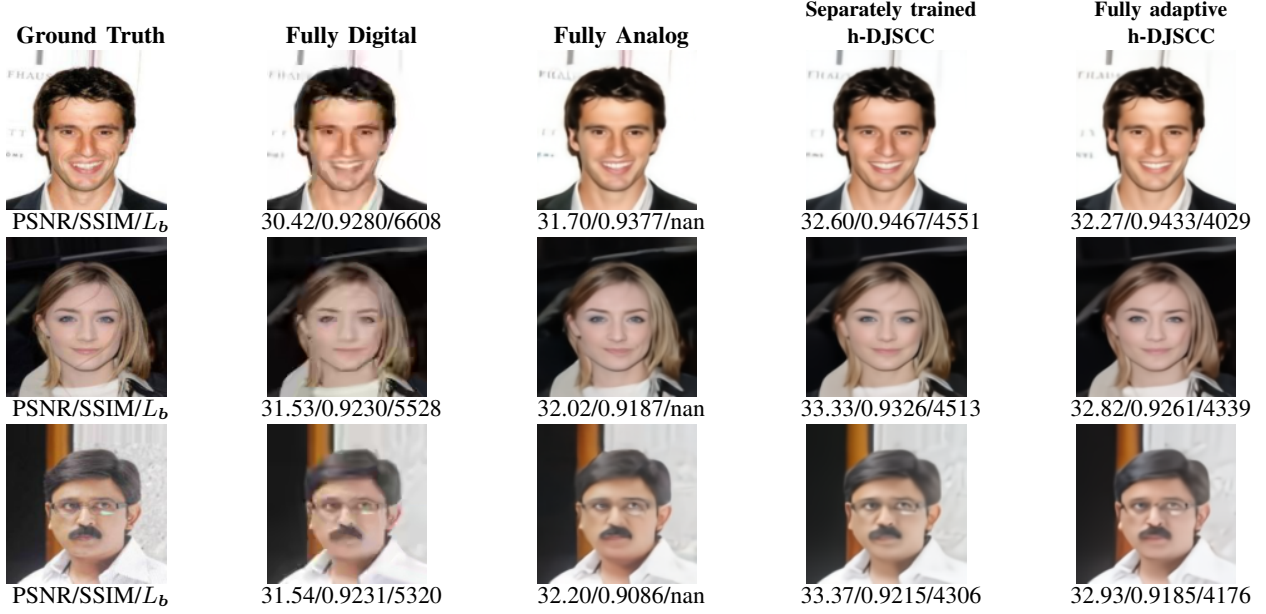 Ground Truth
Fully Digital
Fully Analog
Separately trained
h-DJSCC
Fully adaptive
h-DJSCC
PSNR/SSIM/L_b
30.42/0.9280/6608
31.70/0.9377/nan
32.60/0.9467/4551
32.27/0.9433/4029
PSNR/SSIM/L_b
31.53/0.9230/5528
32.02/0.9187/nan
33.33/0.9326/4513
32.82/0.9261/4339
PSNR/SSIM/L_b
31.54/0.9231/5320
32.20/0.9086/nan
33.37/0.9215/4306
32.93/0.9185/4176